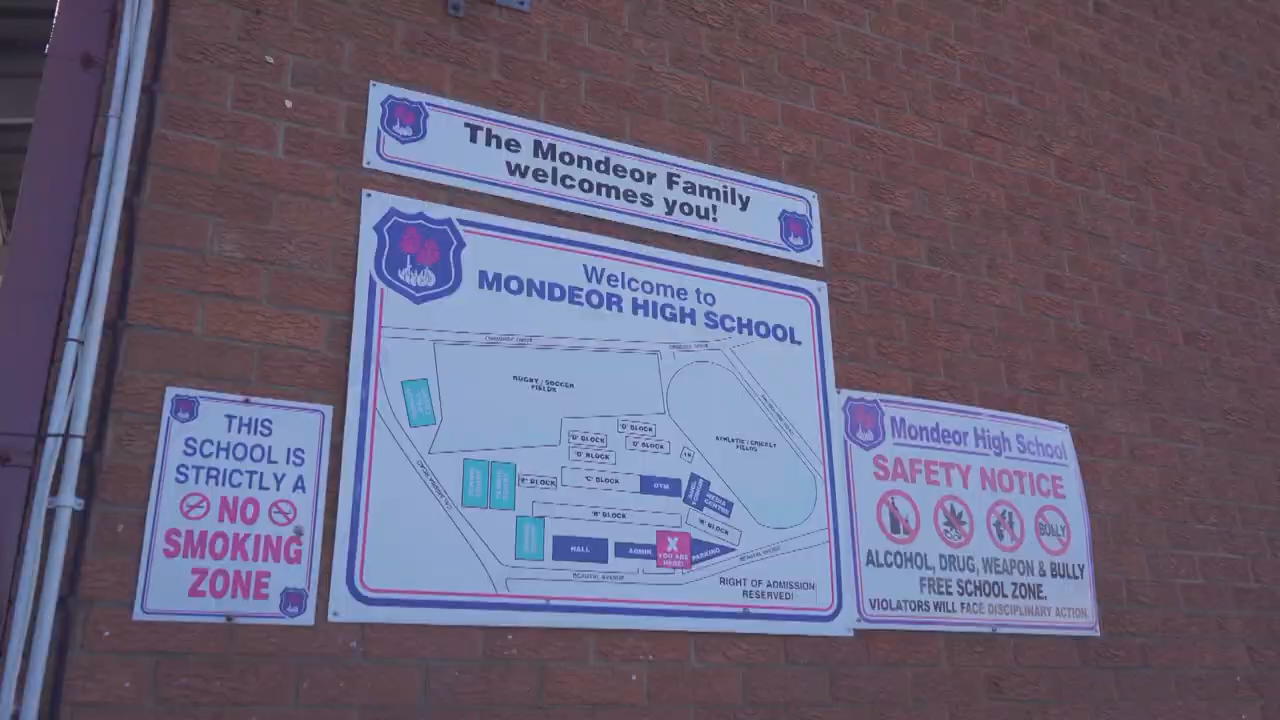 The Mondeor Family
welcomes you!
Welcome to
MONDEOR HIGH SCHOOL
RUGBY / SOCCER
FIELDS
ATHLETIC / CRICKET
FIELDS
'D' BLOCK
'D' BLOCK
'D' BLOCK
'D' BLOCK
'C' BLOCK
GYM
MEDIA
CENTRE
'E' BLOCK
'B' BLOCK
BLOCK
HALL
ADMIN
X
YOU ARE
HERE!
PARKING
RIGHT OF ADMISSION
RESERVED!
THIS
SCHOOL IS
STRICTLY A
NO
SMOKING
ZONE
Mondeor High School
SAFETY NOTICE
BULLY
ALCOHOL, DRUG, WEAPON & BULLY
FREE SCHOOL ZONE.
VIOLATORS WILL FACE DISCIPLINARY ACTION